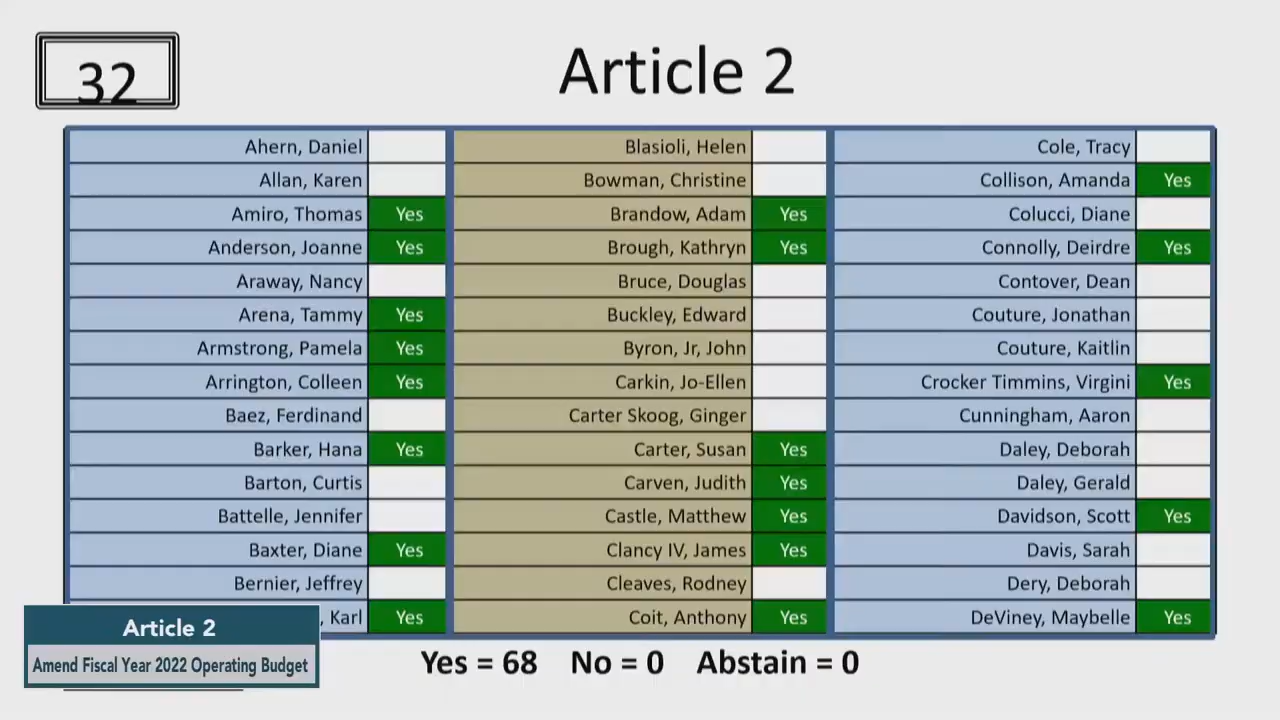 32
Article 2
Ahern, Daniel Blasioli, Helen Cole, Tracy
Allan, Karen Bowman, Christine Collison, Amanda Yes
Amiro, Thomas Yes Brandow, Adam Yes Colucci, Diane
Anderson, Joanne Yes Brough, Kathryn Yes Connolly, Deirdre Yes
Araway, Nancy Bruce, Douglas Contover, Dean
Arena, Tammy Yes Buckley, Edward Couture, Jonathan
Armstrong, Pamela Yes Byron, Jr, John Couture, Kaitlin
Arrington, Colleen Yes Carkin, Jo-Ellen Crocker Timmins, Virgini Yes
Baez, Ferdinand Carter Skoog, Ginger Cunningham, Aaron
Barker, Hana Yes Carter, Susan Yes Daley, Deborah
Barton, Curtis Carven, Judith Yes Daley, Gerald
Battelle, Jennifer Castle, Matthew Yes Davidson, Scott Yes
Baxter, Diane Yes Clancy IV, James Yes Davis, Sarah
Bernier, Jeffrey Cleaves, Rodney Dery, Deborah
, Karl Yes Coit, Anthony Yes DeViney, Maybelle Yes
Article 2
Amend Fiscal Year 2022 Operating Budget
Yes = 68 No = 0 Abstain = 0